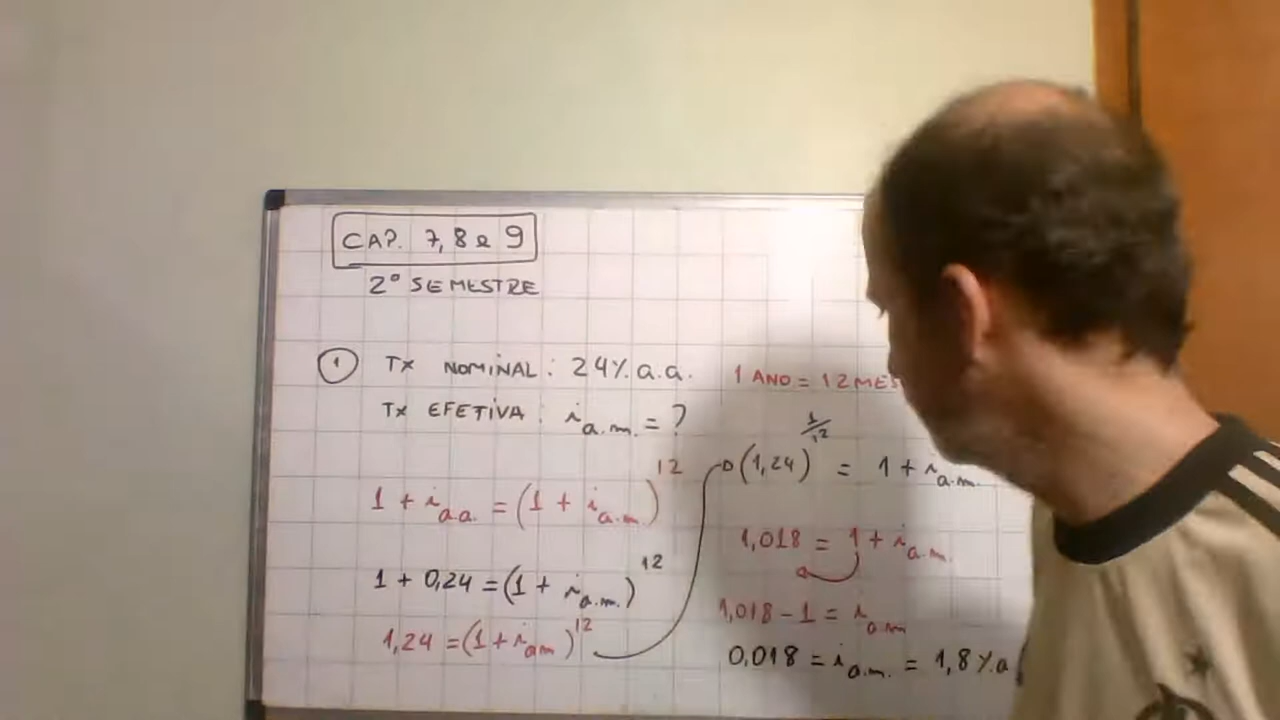 CAP. 7, 8 e 9
2º SEMESTRE
1 TX NOMINAL: 24% a.a.
TX EFETIVA: i a.m. = ?
1 + i a.a. = (1 + i a.m.)^12
1 + 0,24 = (1 + i a.m.)^12
1,24 = (1 + i am)^12
1 ANO = 12 MES
(1,24)^1/12 = 1 + i a.m.
1,018 = 1 + i a.m.
1,018 - 1 = i a.m
0,018 = i a.m. = 1,8% a